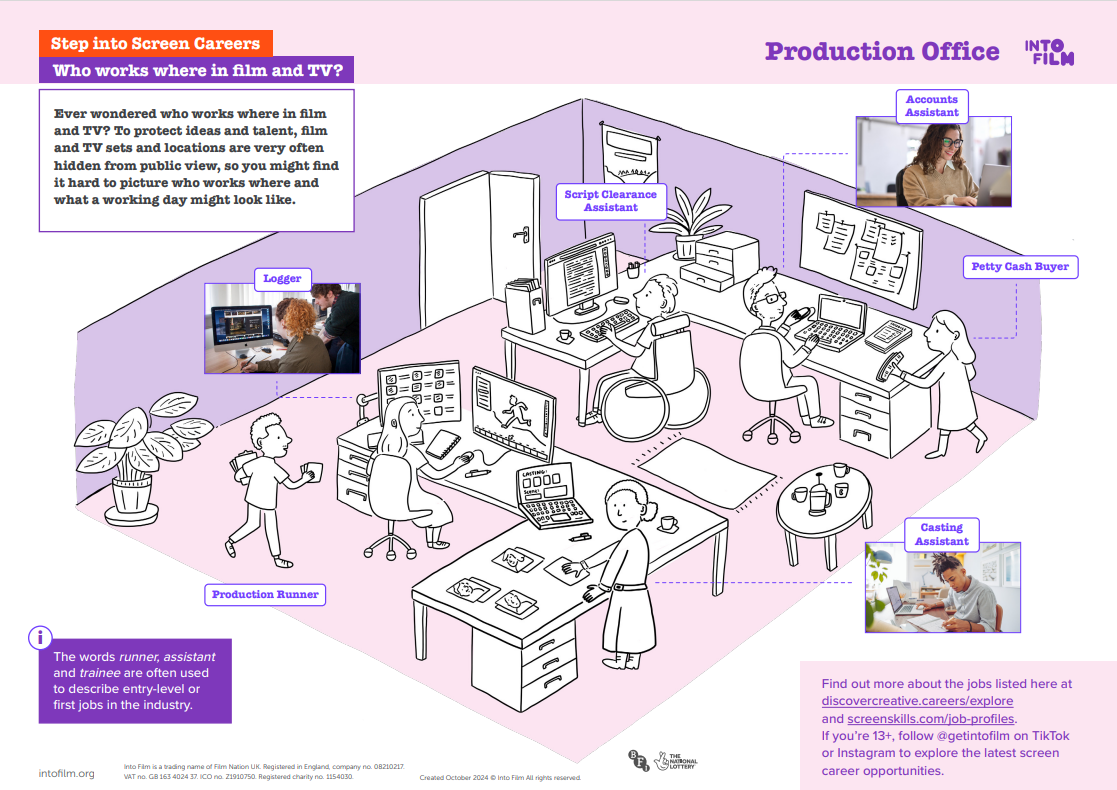 Step into Screen Careers
Who works where in film and TV?
Production Office
INTO
FILM
Ever wondered who works where in film
and TV? To protect ideas and talent, film
and TV sets and locations are very often
hidden from public view, so you might find
it hard to picture who works where and
what a working day might look like.
Accounts
Assistant
Script Clearance
Assistant
Petty Cash Buyer
Logger
CASTING:
SCENE:
Casting
Assistant
Production Runner
i
The words runner, assistant
and trainee are often used
to describe entry-level or
first jobs in the industry.
Find out more about the jobs listed here at
discovercreative.careers/explore
and screenskills.com/job-profiles.
If you're 13+, follow @getintofilm on TikTok
or Instagram to explore the latest screen
career opportunities.
intofilm.org
Into Film is a trading name of Film Nation UK. Registered in England, company no. 08210217.
VAT no. GB 163 4024 37. ICO no. Z1910750. Registered charity no. 1154030.
Created October 2024 © Into Film All rights reserved.
BFI
THE
NATIONAL
LOTTERY